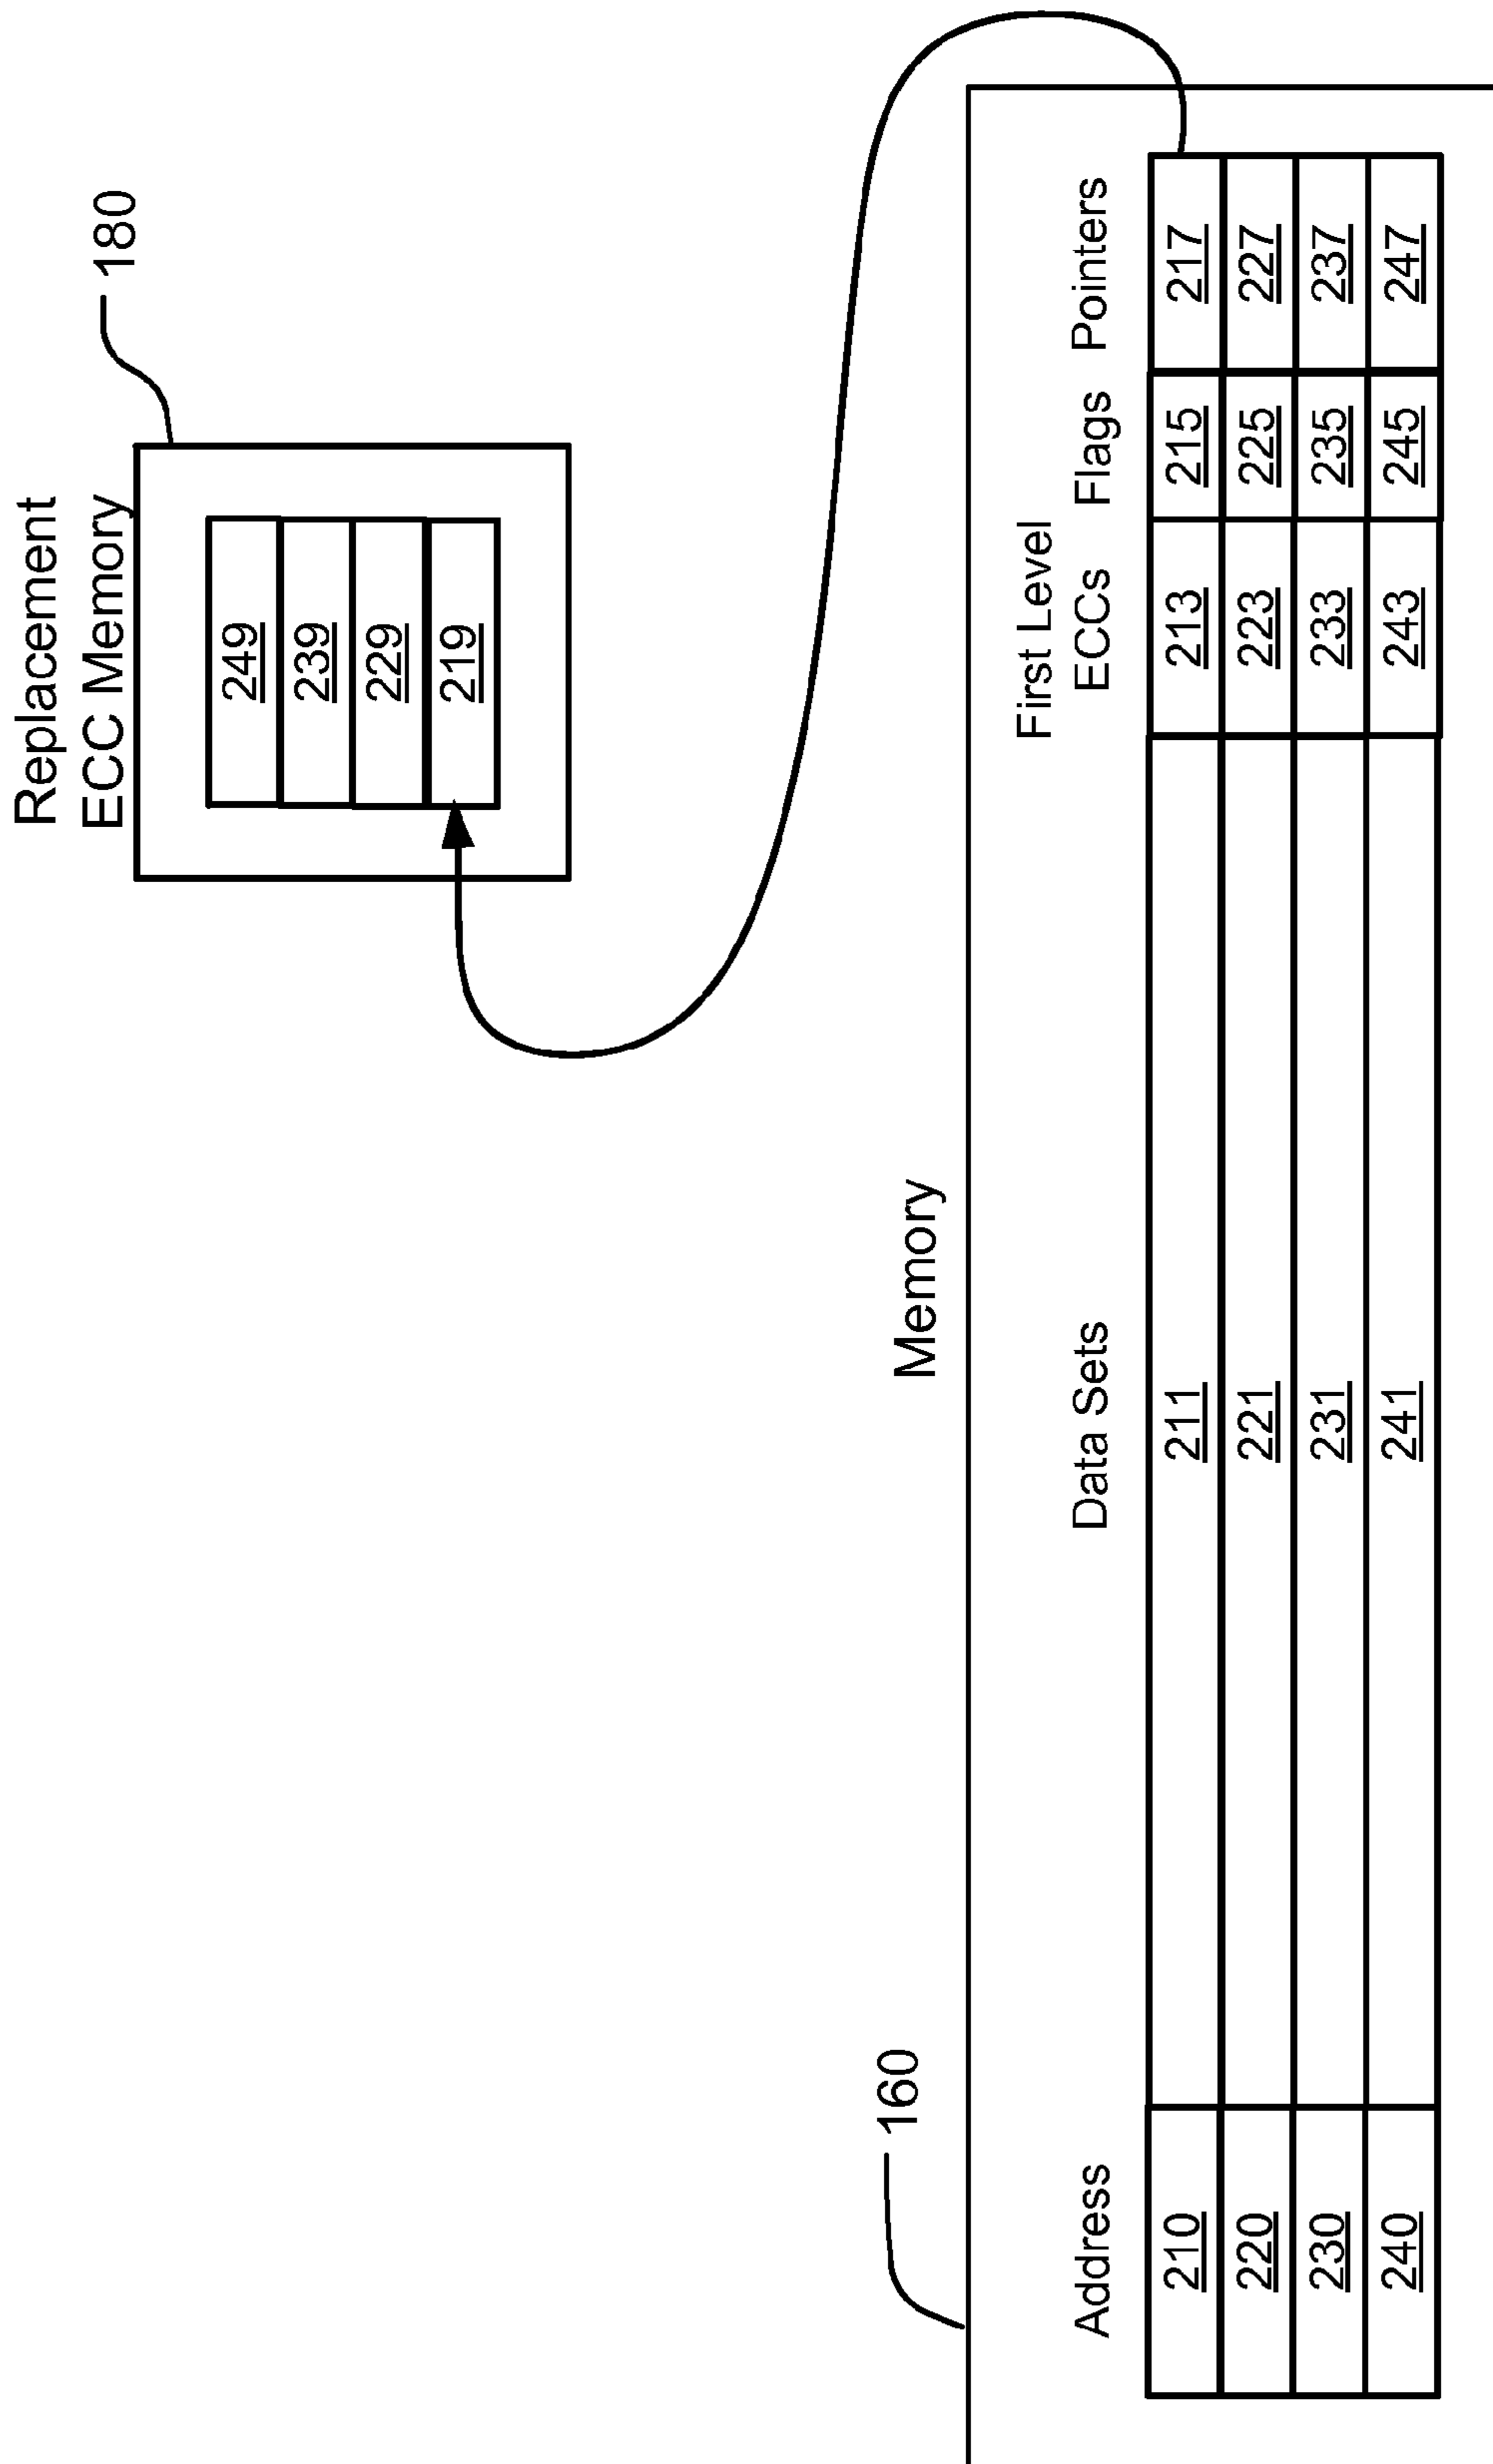 Replacement
ECC Memory
180
249
239
229
219
Memory
160
First Level
Address Data Sets ECCs Flags Pointers
210 211 213 215 217
220 221 223 225 227
230 231 233 235 237
240 241 243 245 247